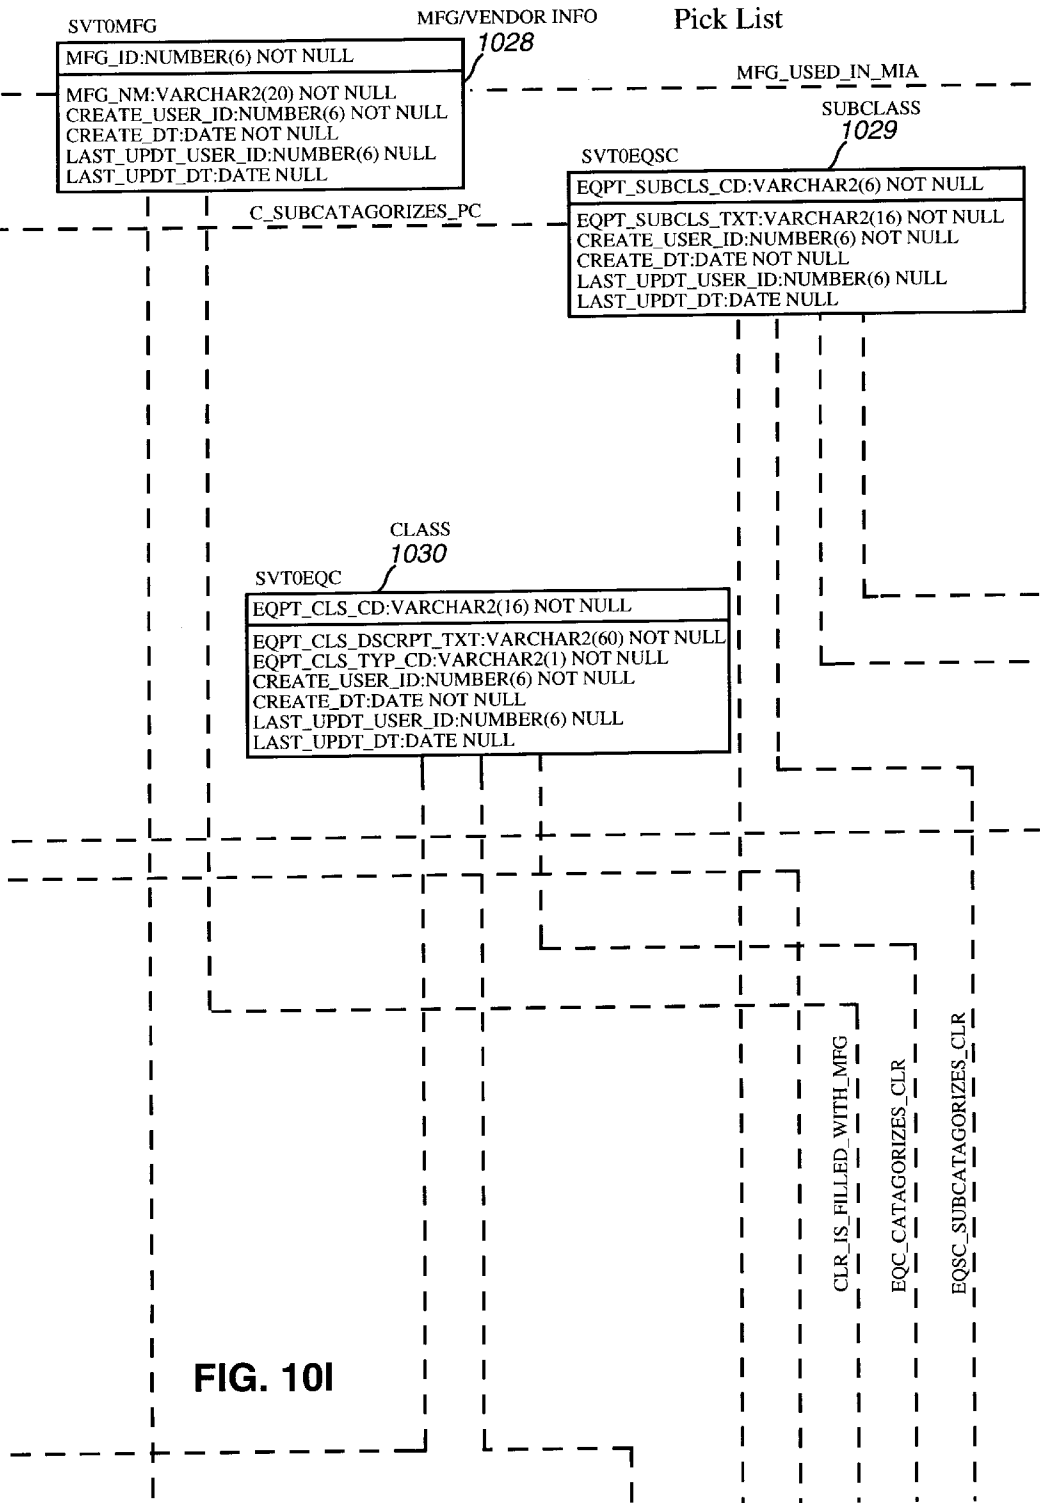 Pick List
MFG/VENDOR INFO
1028
SVT0MFG
MFG_ID:NUMBER(6) NOT NULL
MFG_NM:VARCHAR2(20) NOT NULL
CREATE_USER_ID:NUMBER(6) NOT NULL
CREATE_DT:DATE NOT NULL
LAST_UPDT_USER_ID:NUMBER(6) NULL
LAST_UPDT_DT:DATE NULL
MFG_USED_IN_MIA
SUBCLASS
1029
SVT0EQSC
EQPT_SUBCLS_CD:VARCHAR2(6) NOT NULL
EQPT_SUBCLS_TXT:VARCHAR2(16) NOT NULL
CREATE_USER_ID:NUMBER(6) NOT NULL
CREATE_DT:DATE NOT NULL
LAST_UPDT_USER_ID:NUMBER(6) NULL
LAST_UPDT_DT:DATE NULL
C_SUBCATAGORIZES_PC
CLASS
1030
SVT0EQC
EQPT_CLS_CD:VARCHAR2(16) NOT NULL
EQPT_CLS_DSCRPT_TXT:VARCHAR2(60) NOT NULL
EQPT_CLS_TYP_CD:VARCHAR2(1) NOT NULL
CREATE_USER_ID:NUMBER(6) NOT NULL
CREATE_DT:DATE NOT NULL
LAST_UPDT_USER_ID:NUMBER(6) NULL
LAST_UPDT_DT:DATE NULL
CLR_IS_FILLED_WITH_MFG
EQC_CATAGORIZES_CLR
EQSC_SUBCATAGORIZES_CLR
FIG. 10I